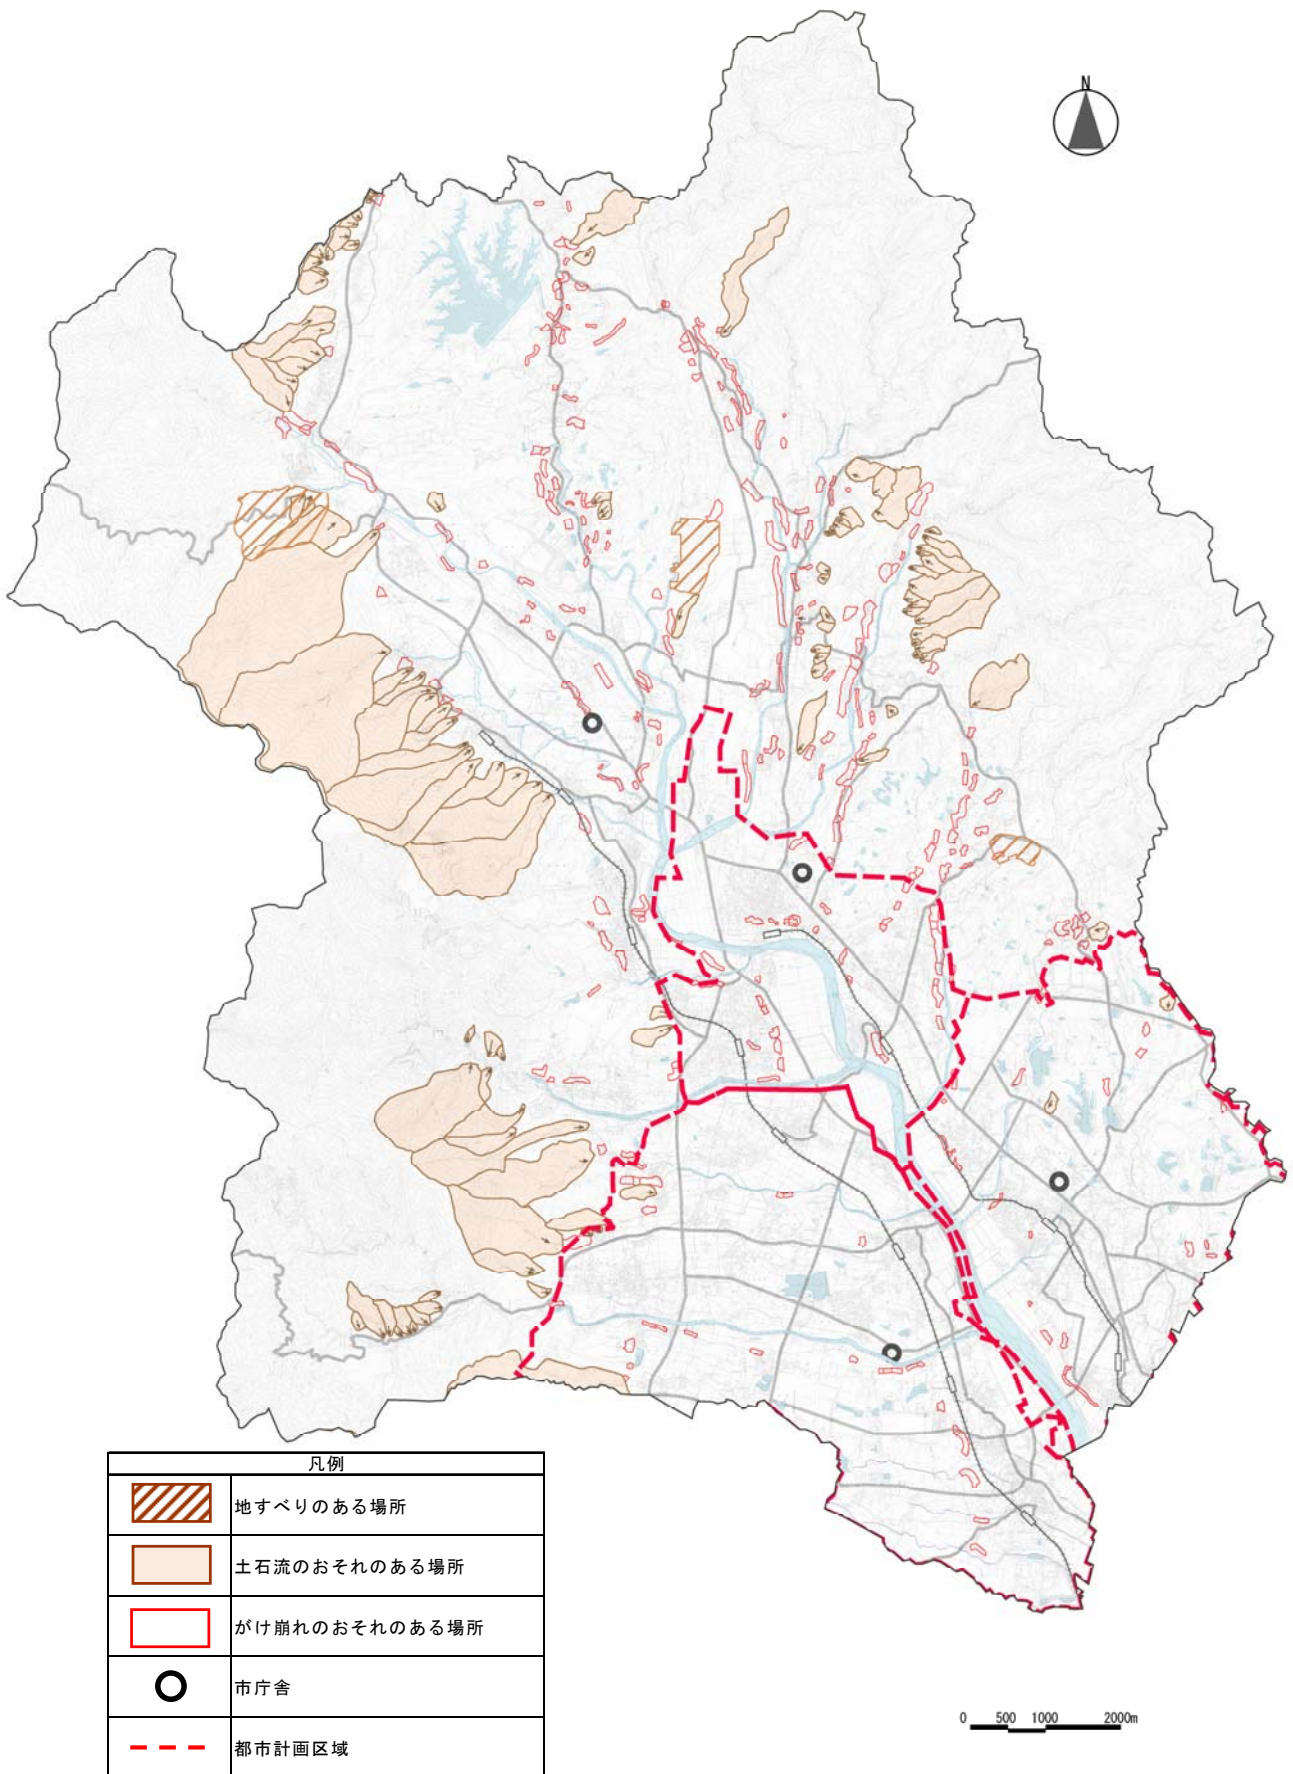 N
凡例
地すべりのある場所
土石流のおそれのある場所
がけ崩れのおそれのある場所
市庁舎
都市計画区域
0 500 1000 2000m